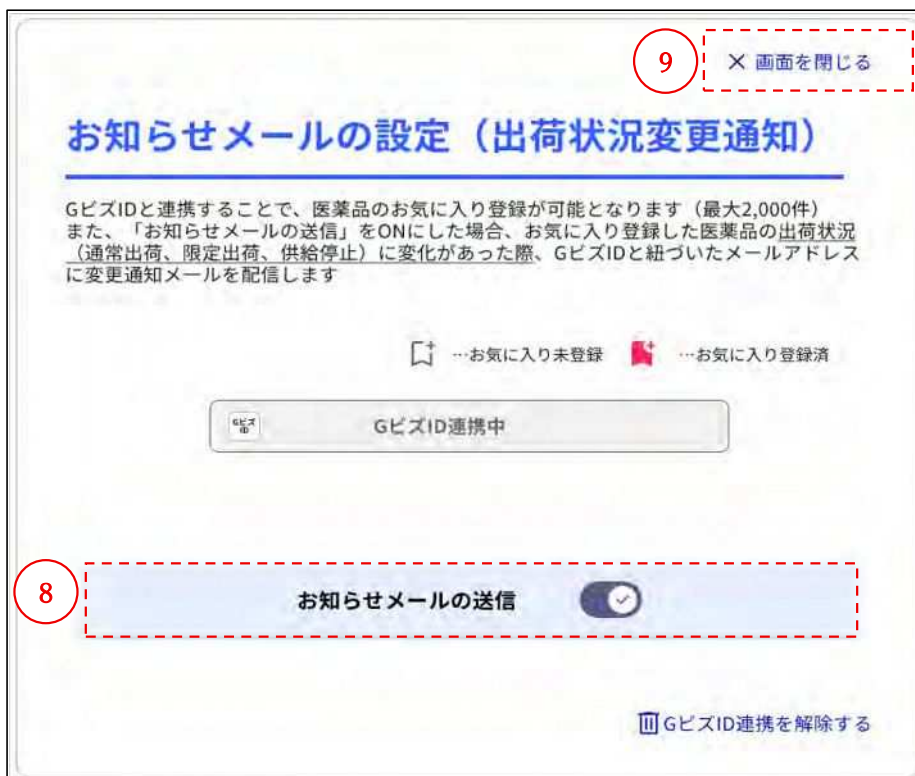 9
× 画面を閉じる
お知らせメールの設定（出荷状況変更通知）
GビズIDと連携することで、医薬品のお気に入り登録が可能となります（最大2,000件）
また、「お知らせメールの送信」をONにした場合、お気に入り登録した医薬品の出荷状況
（通常出荷、限定出荷、供給停止）に変化があった際、GビズIDと紐づいたメールアドレス
に変更通知メールを配信します
…お気に入り未登録 …お気に入り登録済
Gビズ
ID
GビズID連携中
8
お知らせメールの送信
GビズID連携を解除する